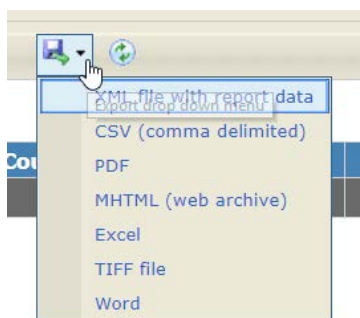 XML file with report data
Export drop down menu
CSV (comma delimited)
Cou
PDF
MHTML (web archive)
Excel
TIFF file
Word